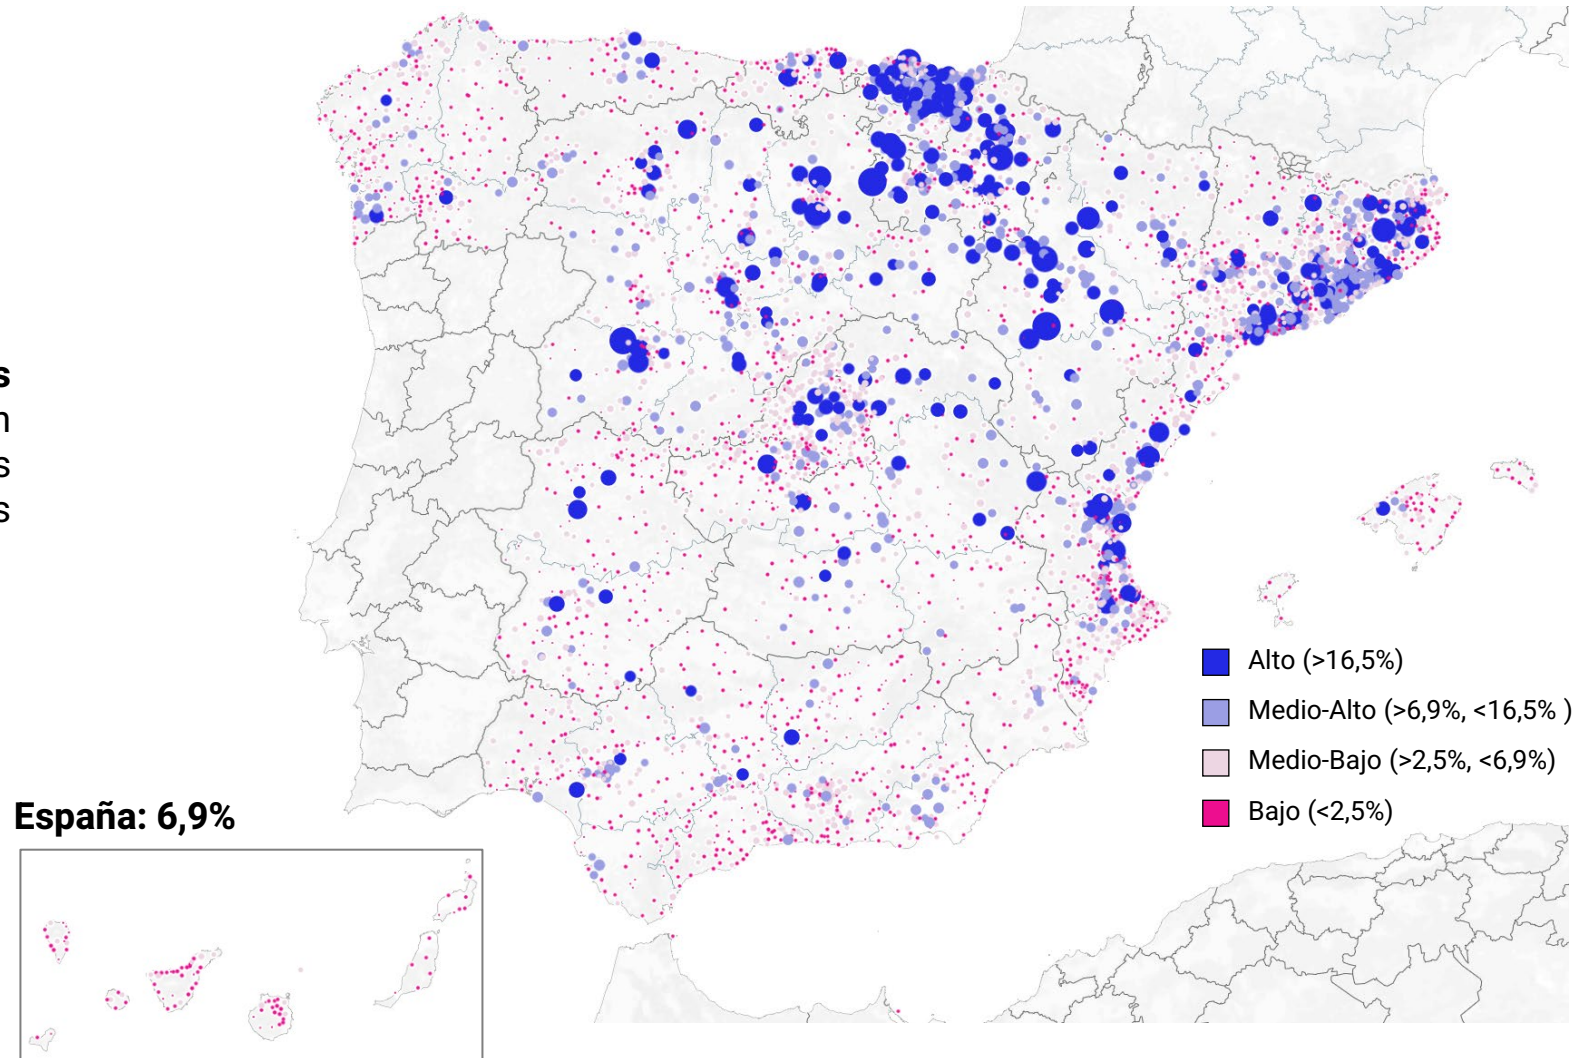 s
n
s
s
Alto (>16,5%)
Medio-Alto (>6,9%, <16,5% )
Medio-Bajo (>2,5%, <6,9%)
Bajo (<2,5%)
España: 6,9%